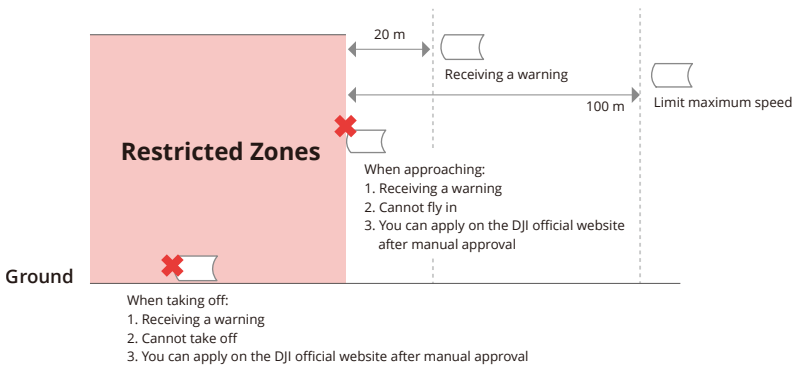 20 m
Receiving a warning
100 m
Limit maximum speed
Restricted Zones
When approaching:
1. Receiving a warning
2. Cannot fly in
3. You can apply on the DJI official website
after manual approval
Ground
When taking off:
1. Receiving a warning
2. Cannot take off
3. You can apply on the DJI official website after manual approval